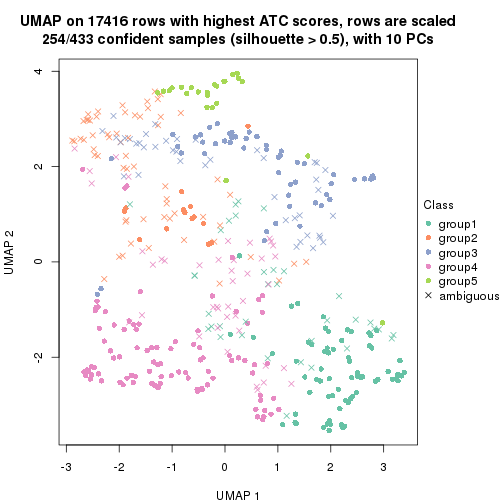 UMAP on 17416 rows with highest ATC scores, rows are scaled
254/433 confident samples (silhouette > 0.5), with 10 PCs
4
2
0
-2
UMAP 2
-3
-2
-1
0
1
2
3
UMAP 1
Class
group1
group2
group3
group4
group5
ambiguous